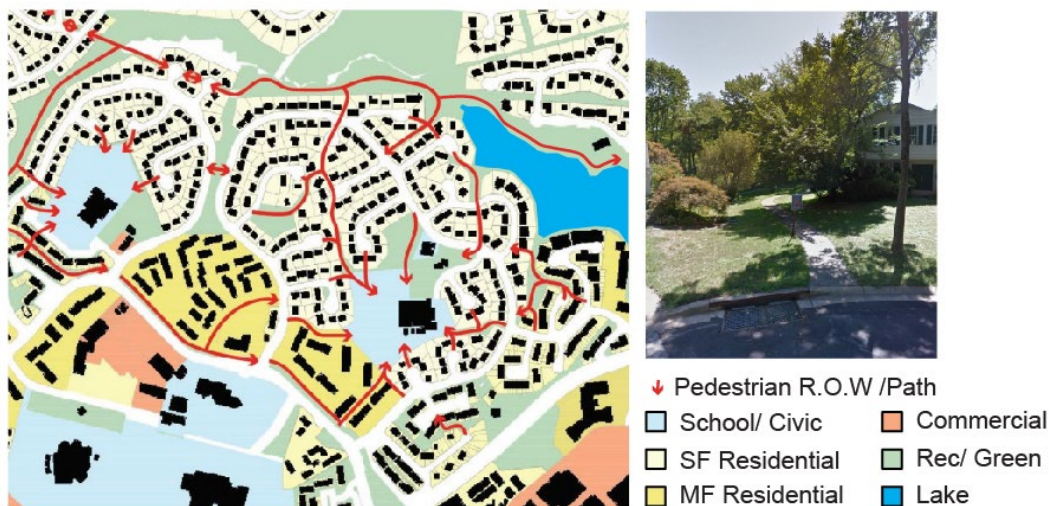 Pedestrian R.O.W /Path
School/ Civic
Commercial
SF Residential
Rec/ Green
MF Residential
Lake